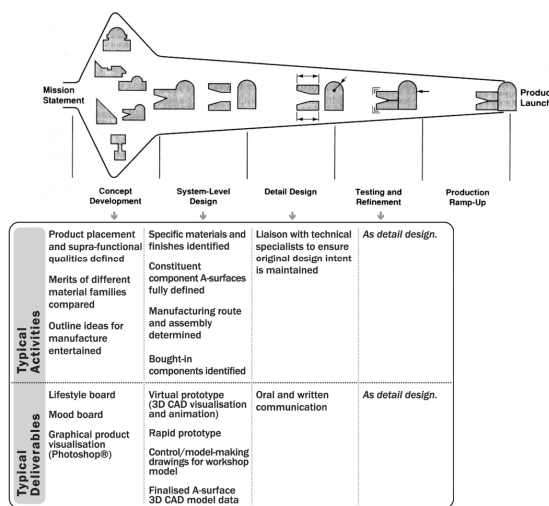 Mission
Statement
Produc
Launch
Concept
Development
System-Level
Design
Detail Design
Testing and
Refinement
Production
Ramp-Up
Typical
Activities
Product placement
and supra-functional
qualities defined
Merits of different
material families
compared
Outline ideas for
manufacture
entertained
Specific materials and
finishes identified
Constituent
component A-surfaces
fully defined
Manufacturing route
and assembly
determined
Bought-in
components identified
Liaison with technical
specialists to ensure
original design intent
is maintained
As detail design.
Typical
Deliverables
Lifestyle board
Mood board
Graphical product
visualisation
(Photoshop®)
Virtual prototype
(3D CAD visualisation
and animation)
Rapid prototype
Control/model-making
drawings for workshop
model
Finalised A-surface
3D CAD model data
Oral and written
communication
As detail design.